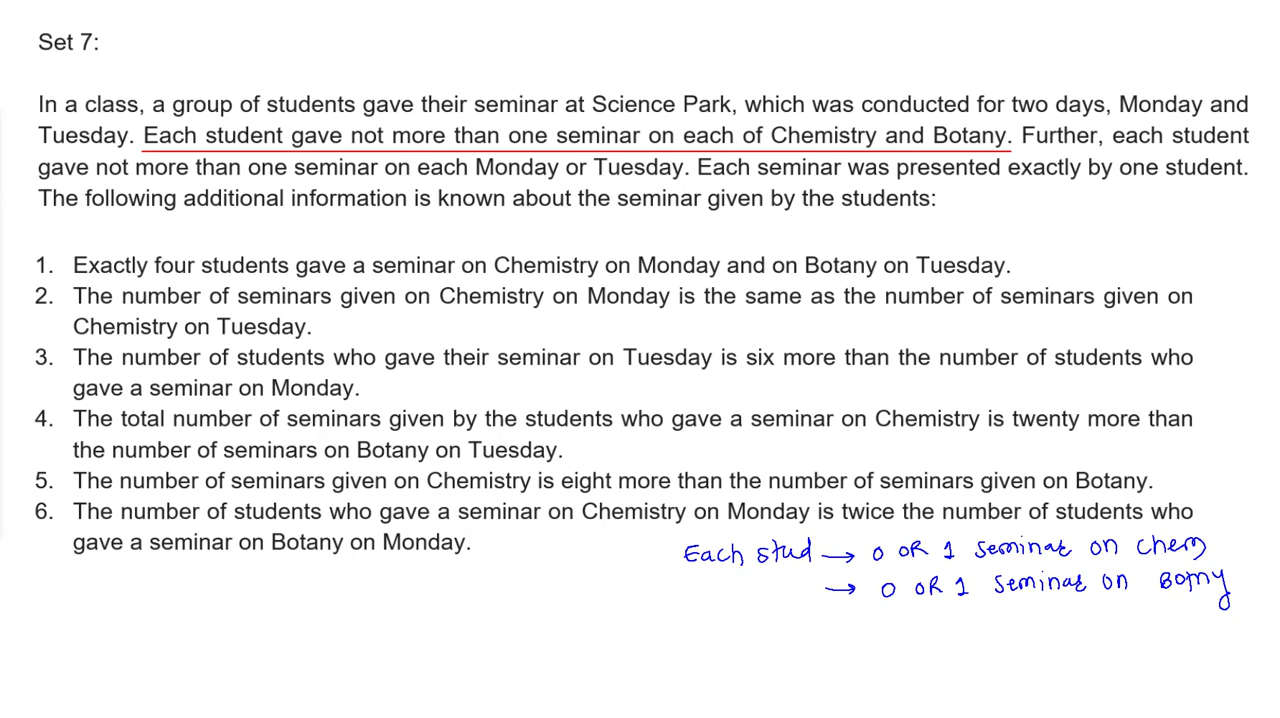 Set 7:
In a class, a group of students gave their seminar at Science Park, which was conducted for two days, Monday and
Tuesday. Each student gave not more than one seminar on each of Chemistry and Botany. Further, each student
gave not more than one seminar on each Monday or Tuesday. Each seminar was presented exactly by one student.
The following additional information is known about the seminar given by the students:
1. Exactly four students gave a seminar on Chemistry on Monday and on Botany on Tuesday.
2. The number of seminars given on Chemistry on Monday is the same as the number of seminars given on
Chemistry on Tuesday.
3. The number of students who gave their seminar on Tuesday is six more than the number of students who
gave a seminar on Monday.
4. The total number of seminars given by the students who gave a seminar on Chemistry is twenty more than
the number of seminars on Botany on Tuesday.
5. The number of seminars given on Chemistry is eight more than the number of seminars given on Botany.
6. The number of students who gave a seminar on Chemistry on Monday is twice the number of students who
gave a seminar on Botany on Monday.
Each stud → 0 OR 1 seminar on chem
→ 0 OR 1 seminar on Botny